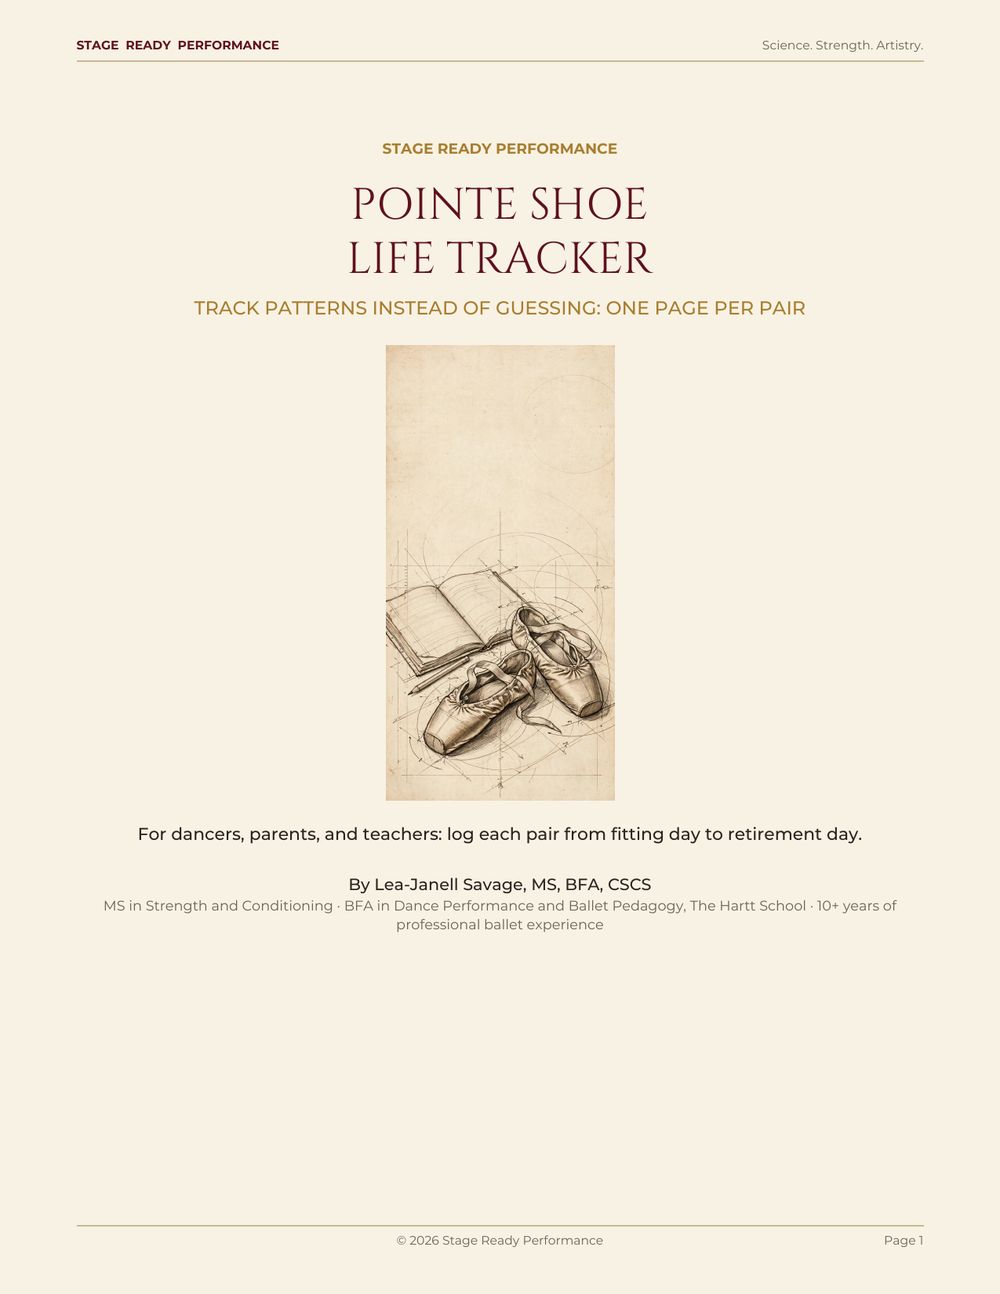 STAGE READY PERFORMANCE
Science. Strength. Artistry.
STAGE READY PERFORMANCE
POINTE SHOE
LIFE TRACKER
TRACK PATTERNS INSTEAD OF GUESSING: ONE PAGE PER PAIR
For dancers, parents, and teachers: log each pair from fitting day to retirement day.
By Lea-Janell Savage, MS, BFA, CSCS
MS in Strength and Conditioning · BFA in Dance Performance and Ballet Pedagogy, The Hartt School · 10+ years of
professional ballet experience
© 2026 Stage Ready Performance
Page 1